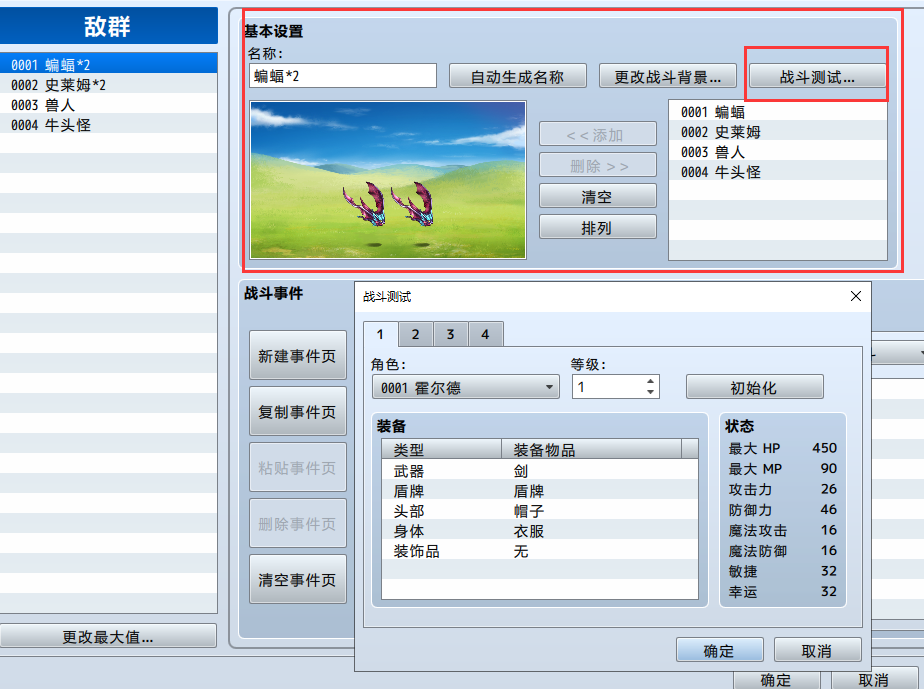 敌群
0001 蝙蝠*2
0002 史莱姆*2
0003 兽人
0004 牛头怪
更改最大值...
基本设置
名称:
蝙蝠*2
自动生成名称
更改战斗背景...
战斗测试...
<<添加
删除 >>
清空
排列
0001 蝙蝠
0002 史莱姆
0003 兽人
0004 牛头怪
战斗事件
新建事件页
复制事件页
粘贴事件页
删除事件页
清空事件页
战斗测试
1 2 3 4
角色:
0001 霍尔德
等级:
1
初始化
装备
类型 装备物品
武器 剑
盾牌 盾牌
头部 帽子
身体 衣服
装饰品 无
状态
最大 HP 450
最大 MP 90
攻击力 26
防御力 46
魔法攻击 16
魔法防御 16
敏捷 32
幸运 32
确定 取消
确定 取消